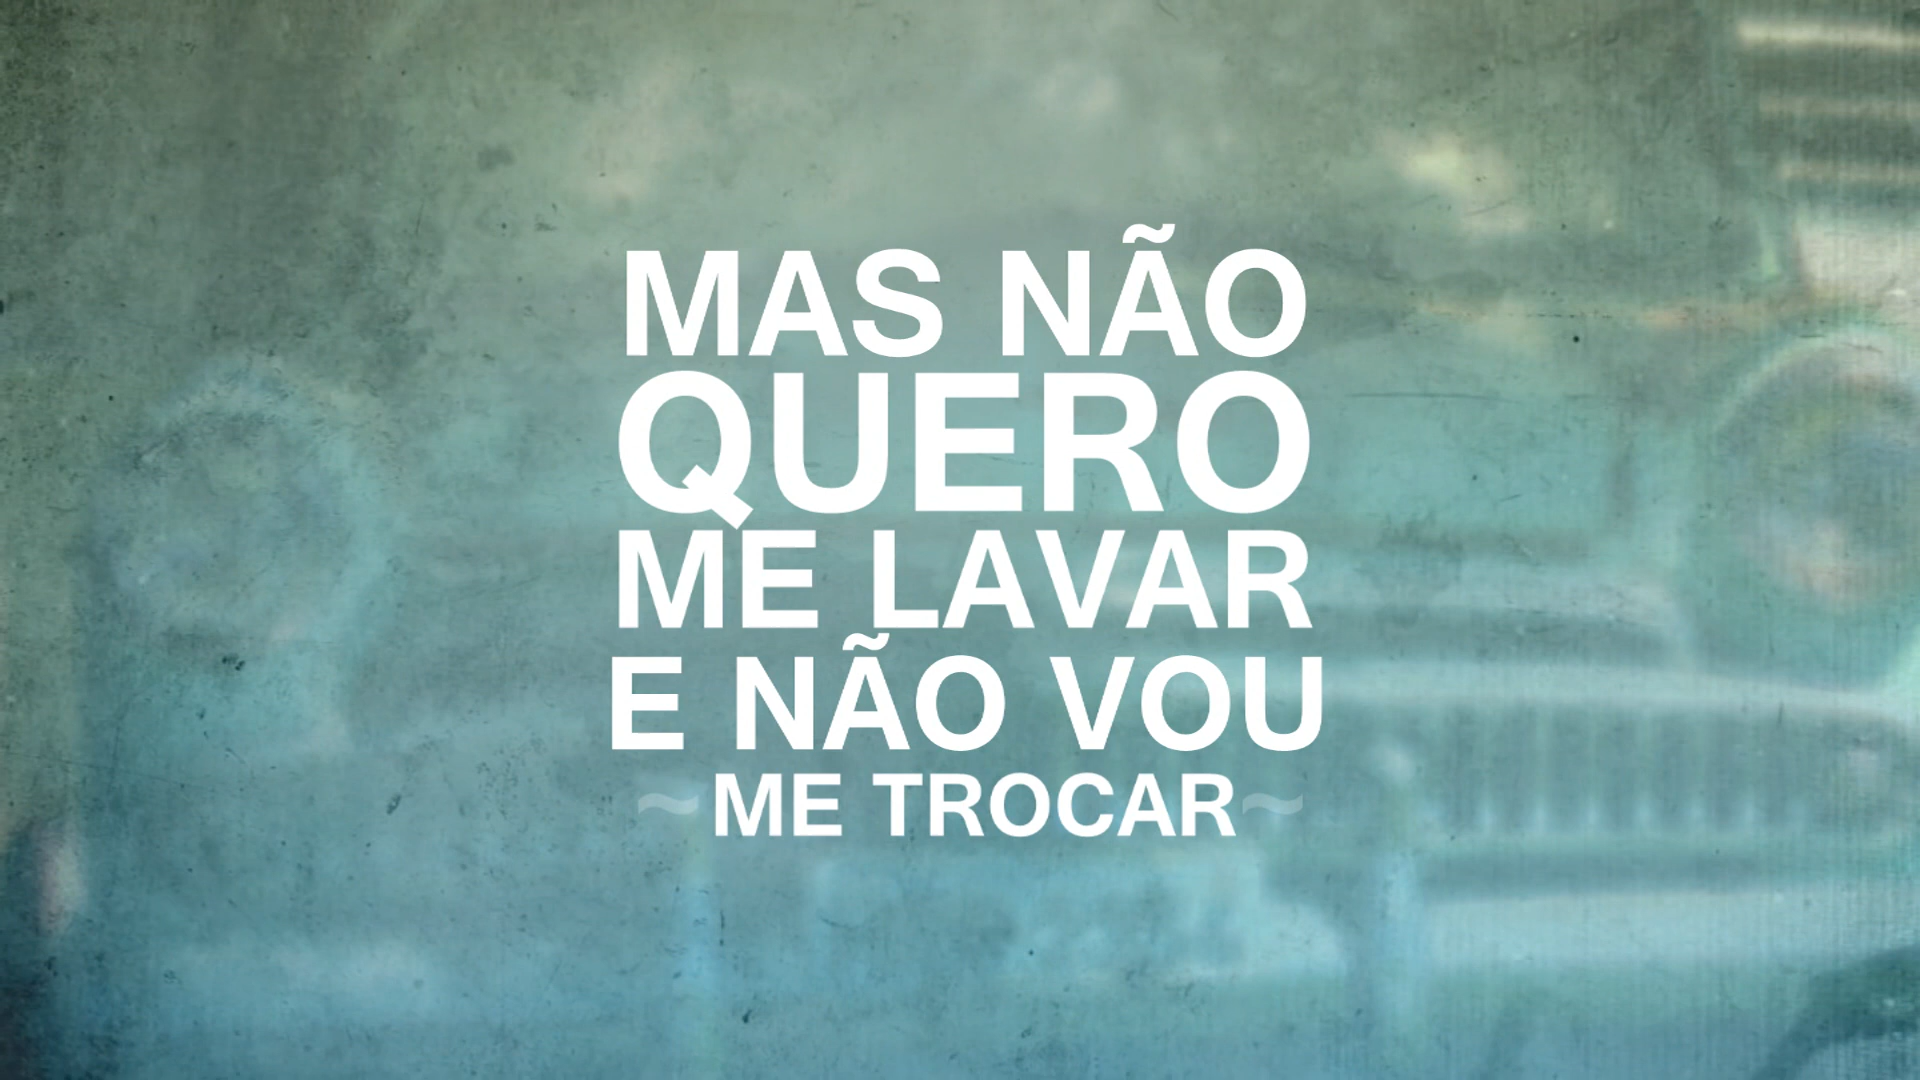 MAS NÃO
QUERO
ME LAVAR
E NÃO VOU
~ME TROCAR~